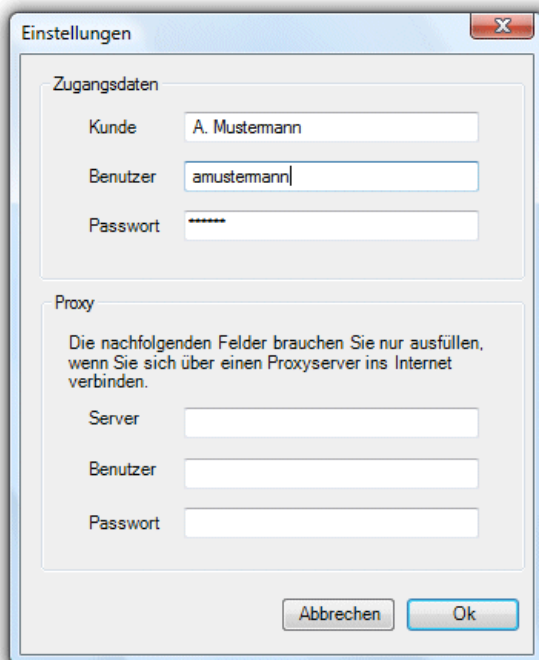 Einstellungen
Zugangsdaten
Kunde A. Mustermann
Benutzer amustermann
Passwort ******
Proxy
Die nachfolgenden Felder brauchen Sie nur ausfüllen,
wenn Sie sich über einen Proxyserver ins Internet
verbinden.
Server
Benutzer
Passwort
Abbrechen Ok